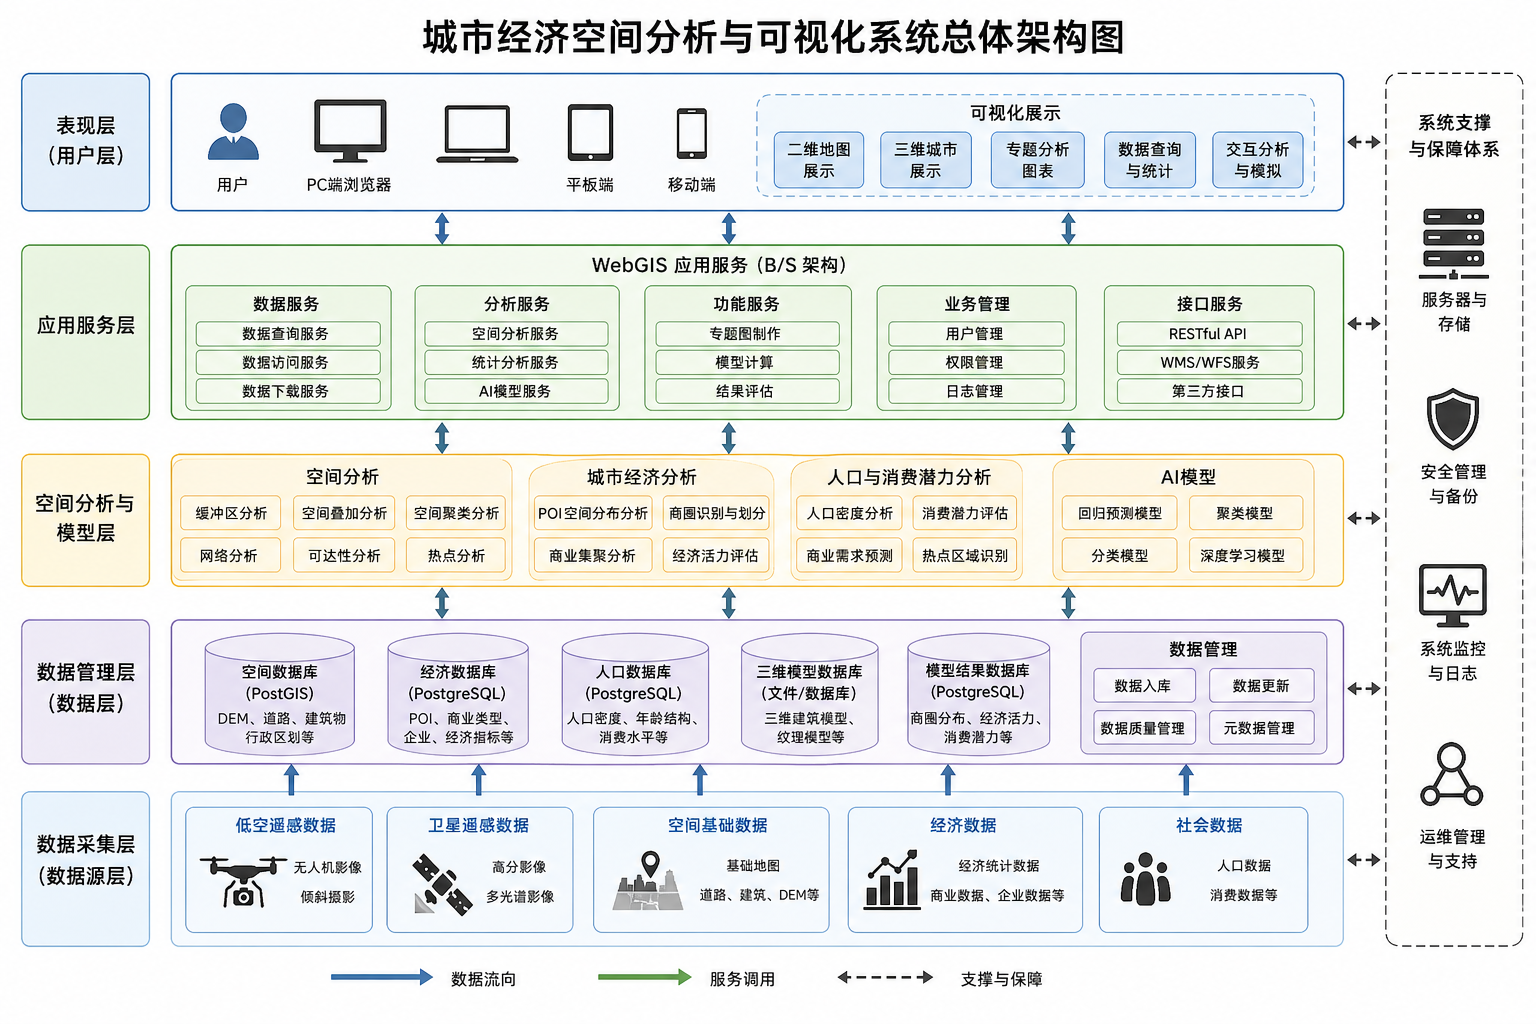 城市经济空间分析与可视化系统总体架构图
表现层
（用户层）
用户
PC端浏览器
平板端
移动端
可视化展示
二维地图
展示
三维城市
展示
专题分析
图表
数据查询
与统计
交互分析
与模拟
应用服务层
WebGIS 应用服务（B/S 架构）
数据服务
数据查询服务
数据访问服务
数据下载服务
分析服务
空间分析服务
统计分析服务
AI模型服务
功能服务
专题图制作
模型计算
结果评估
业务管理
用户管理
权限管理
日志管理
接口服务
RESTful API
WMS/WFS服务
第三方接口
空间分析与
模型层
空间分析
缓冲区分析
空间叠加分析
空间聚类分析
网络分析
可达性分析
热点分析
城市经济分析
POI空间分布分析
商圈识别与划分
商业集聚分析
经济活力评估
人口与消费潜力分析
人口密度分析
消费潜力评估
商业需求预测
热点区域识别
AI模型
回归预测模型
聚类模型
分类模型
深度学习模型
数据管理层
（数据层）
空间数据库
(PostGIS)
DEM、道路、建筑物
行政区划等
经济数据库
(PostgreSQL)
POI、商业类型、
企业、经济指标等
人口数据库
(PostgreSQL)
人口密度、年龄结构、
消费水平等
三维模型数据库
(文件/数据库)
三维建筑模型、
纹理模型等
模型结果数据库
(PostgreSQL)
商圈分布、经济活力、
消费潜力等
数据管理
数据入库
数据更新
数据质量管理
元数据管理
数据采集层
（数据源层）
低空遥感数据
无人机影像
倾斜摄影
卫星遥感数据
高分影像
多光谱影像
空间基础数据
基础地图
道路、建筑、DEM等
经济数据
经济统计数据
商业数据、企业数据等
社会数据
人口数据
消费数据等
系统支撑
与保障体系
服务器与
存储
安全管理
与备份
系统监控
与日志
运维管理
与支持
数据流向
服务调用
支撑与保障